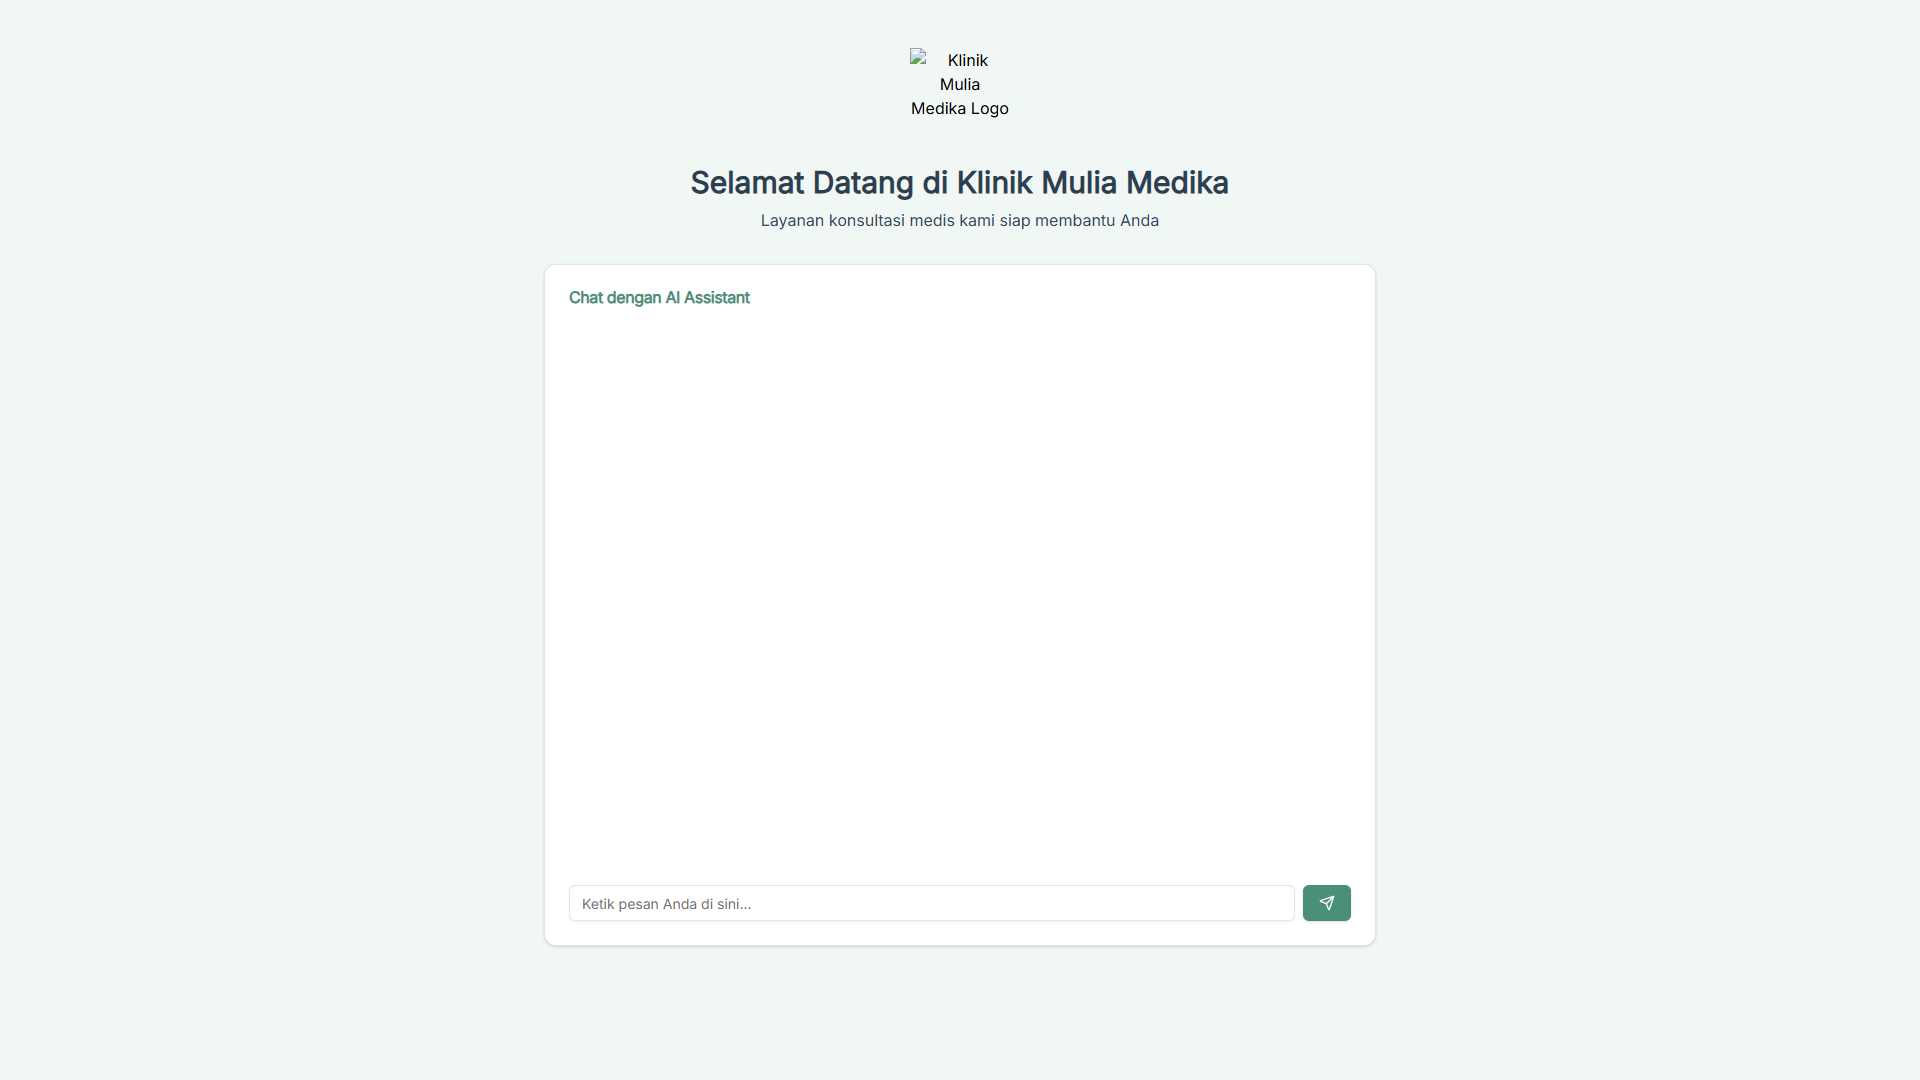 Klinik
Mulia
Medika Logo
Selamat Datang di Klinik Mulia Medika
Layanan konsultasi medis kami siap membantu Anda
Chat dengan AI Assistant
Ketik pesan Anda di sini...